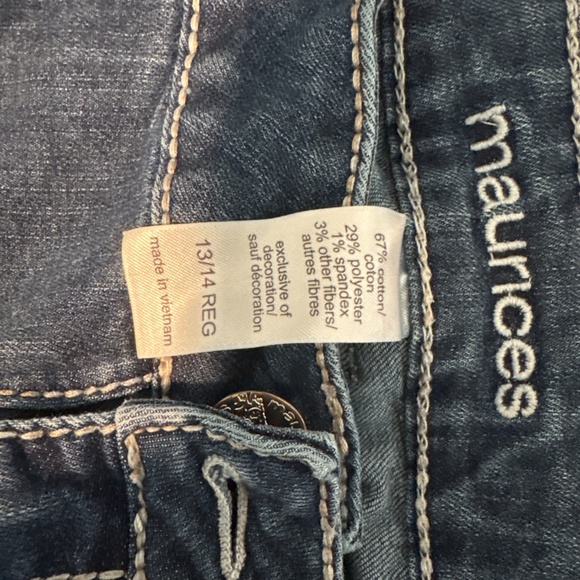 maurices
67% cotton/
coton
29% polyester
1% spandex
3% other fibers/
autres fibres
exclusive of
decoration/
sauf décoration
13/14 REG
made in vietnam
mau